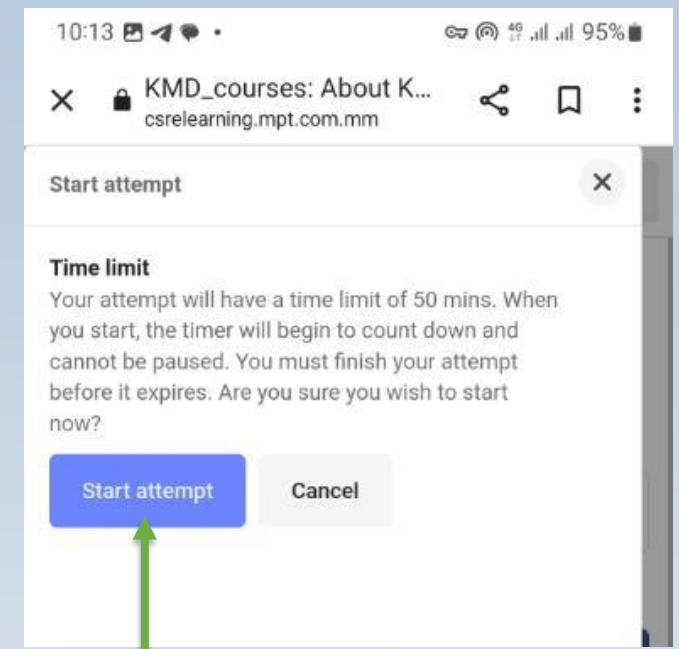 10:13
4G 95%
KMD_courses: About K...
csrelearning.mpt.com.mm
Start attempt
Time limit
Your attempt will have a time limit of 50 mins. When
you start, the timer will begin to count down and
cannot be paused. You must finish your attempt
before it expires. Are you sure you wish to start
now?
Start attempt Cancel